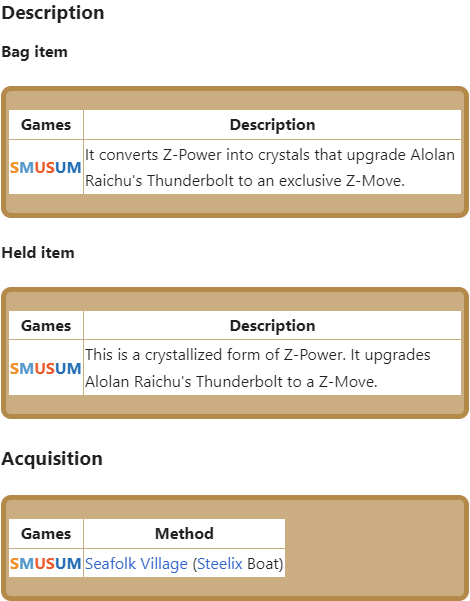 Description
Bag item
Games Description
SMUSUM It converts Z-Power into crystals that upgrade Alolan
Raichu's Thunderbolt to an exclusive Z-Move.
Held item
Games Description
SMUSUM This is a crystallized form of Z-Power. It upgrades
Alolan Raichu's Thunderbolt to a Z-Move.
Acquisition
Games Method
SMUSUM Seafolk Village (Steelix Boat)